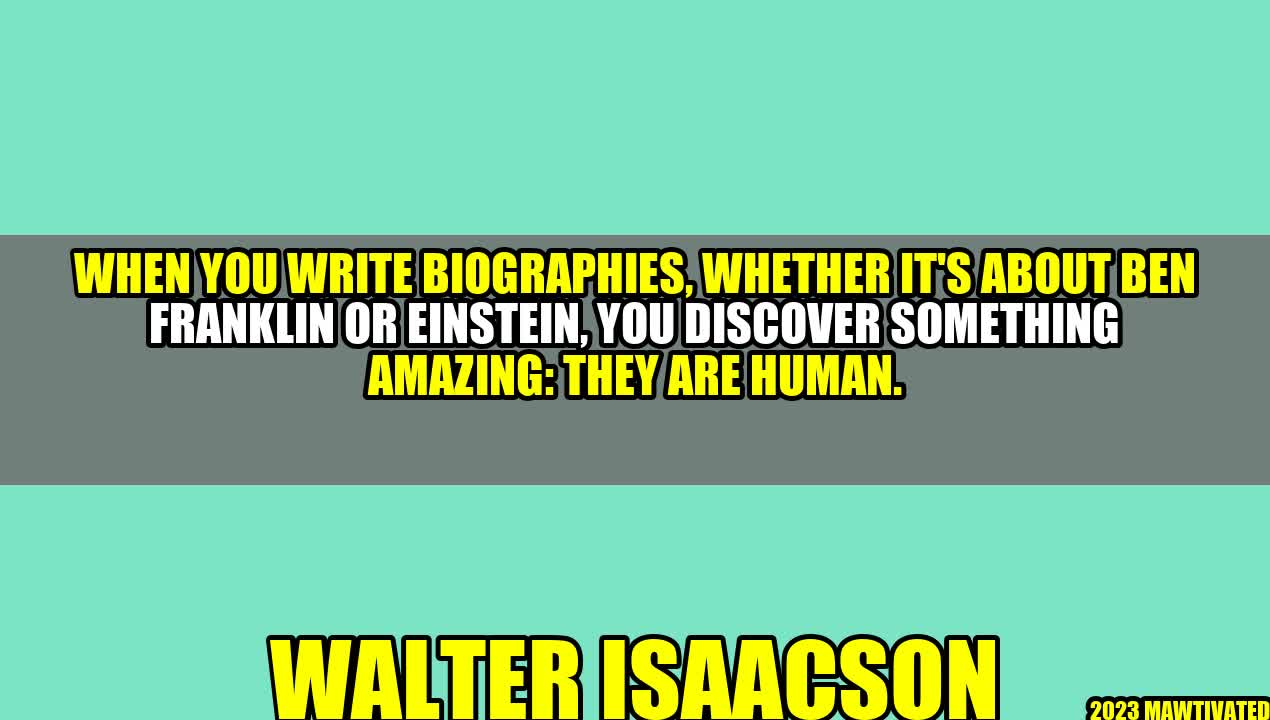 WHEN YOU WRITE BIOGRAPHIES, WHETHER IT'S ABOUT BEN
FRANKLIN OR EINSTEIN, YOU DISCOVER SOMETHING
AMAZING: THEY ARE HUMAN.
WALTER ISAACSON
2023 MAWTIVATED